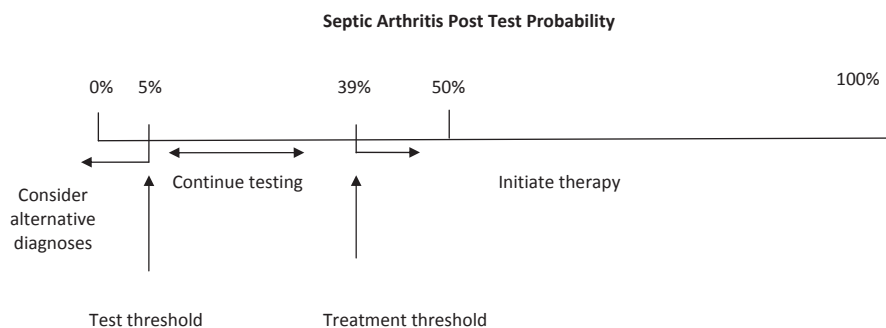 Septic Arthritis Post Test Probability
0% 5% 39% 50% 100%
Continue testing
Initiate therapy
Consider
alternative
diagnoses
Test threshold
Treatment threshold